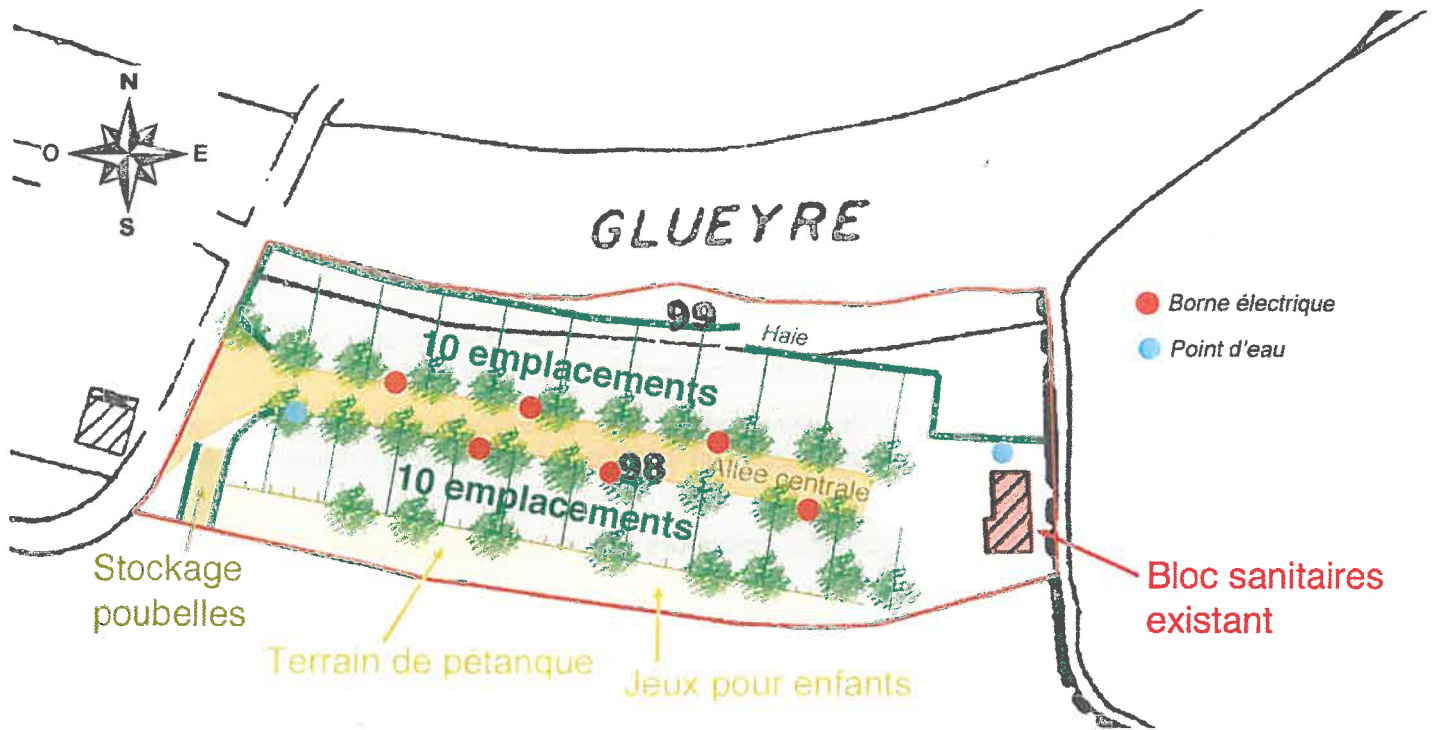 N
O E
S
GLUEYRE
Borne électrique
Point d'eau
99
Haie
10 emplacements
98
Allée centrale
10 emplacements
Stockage
poubelles
Terrain de pétanque
Jeux pour enfants
Bloc sanitaires
existant